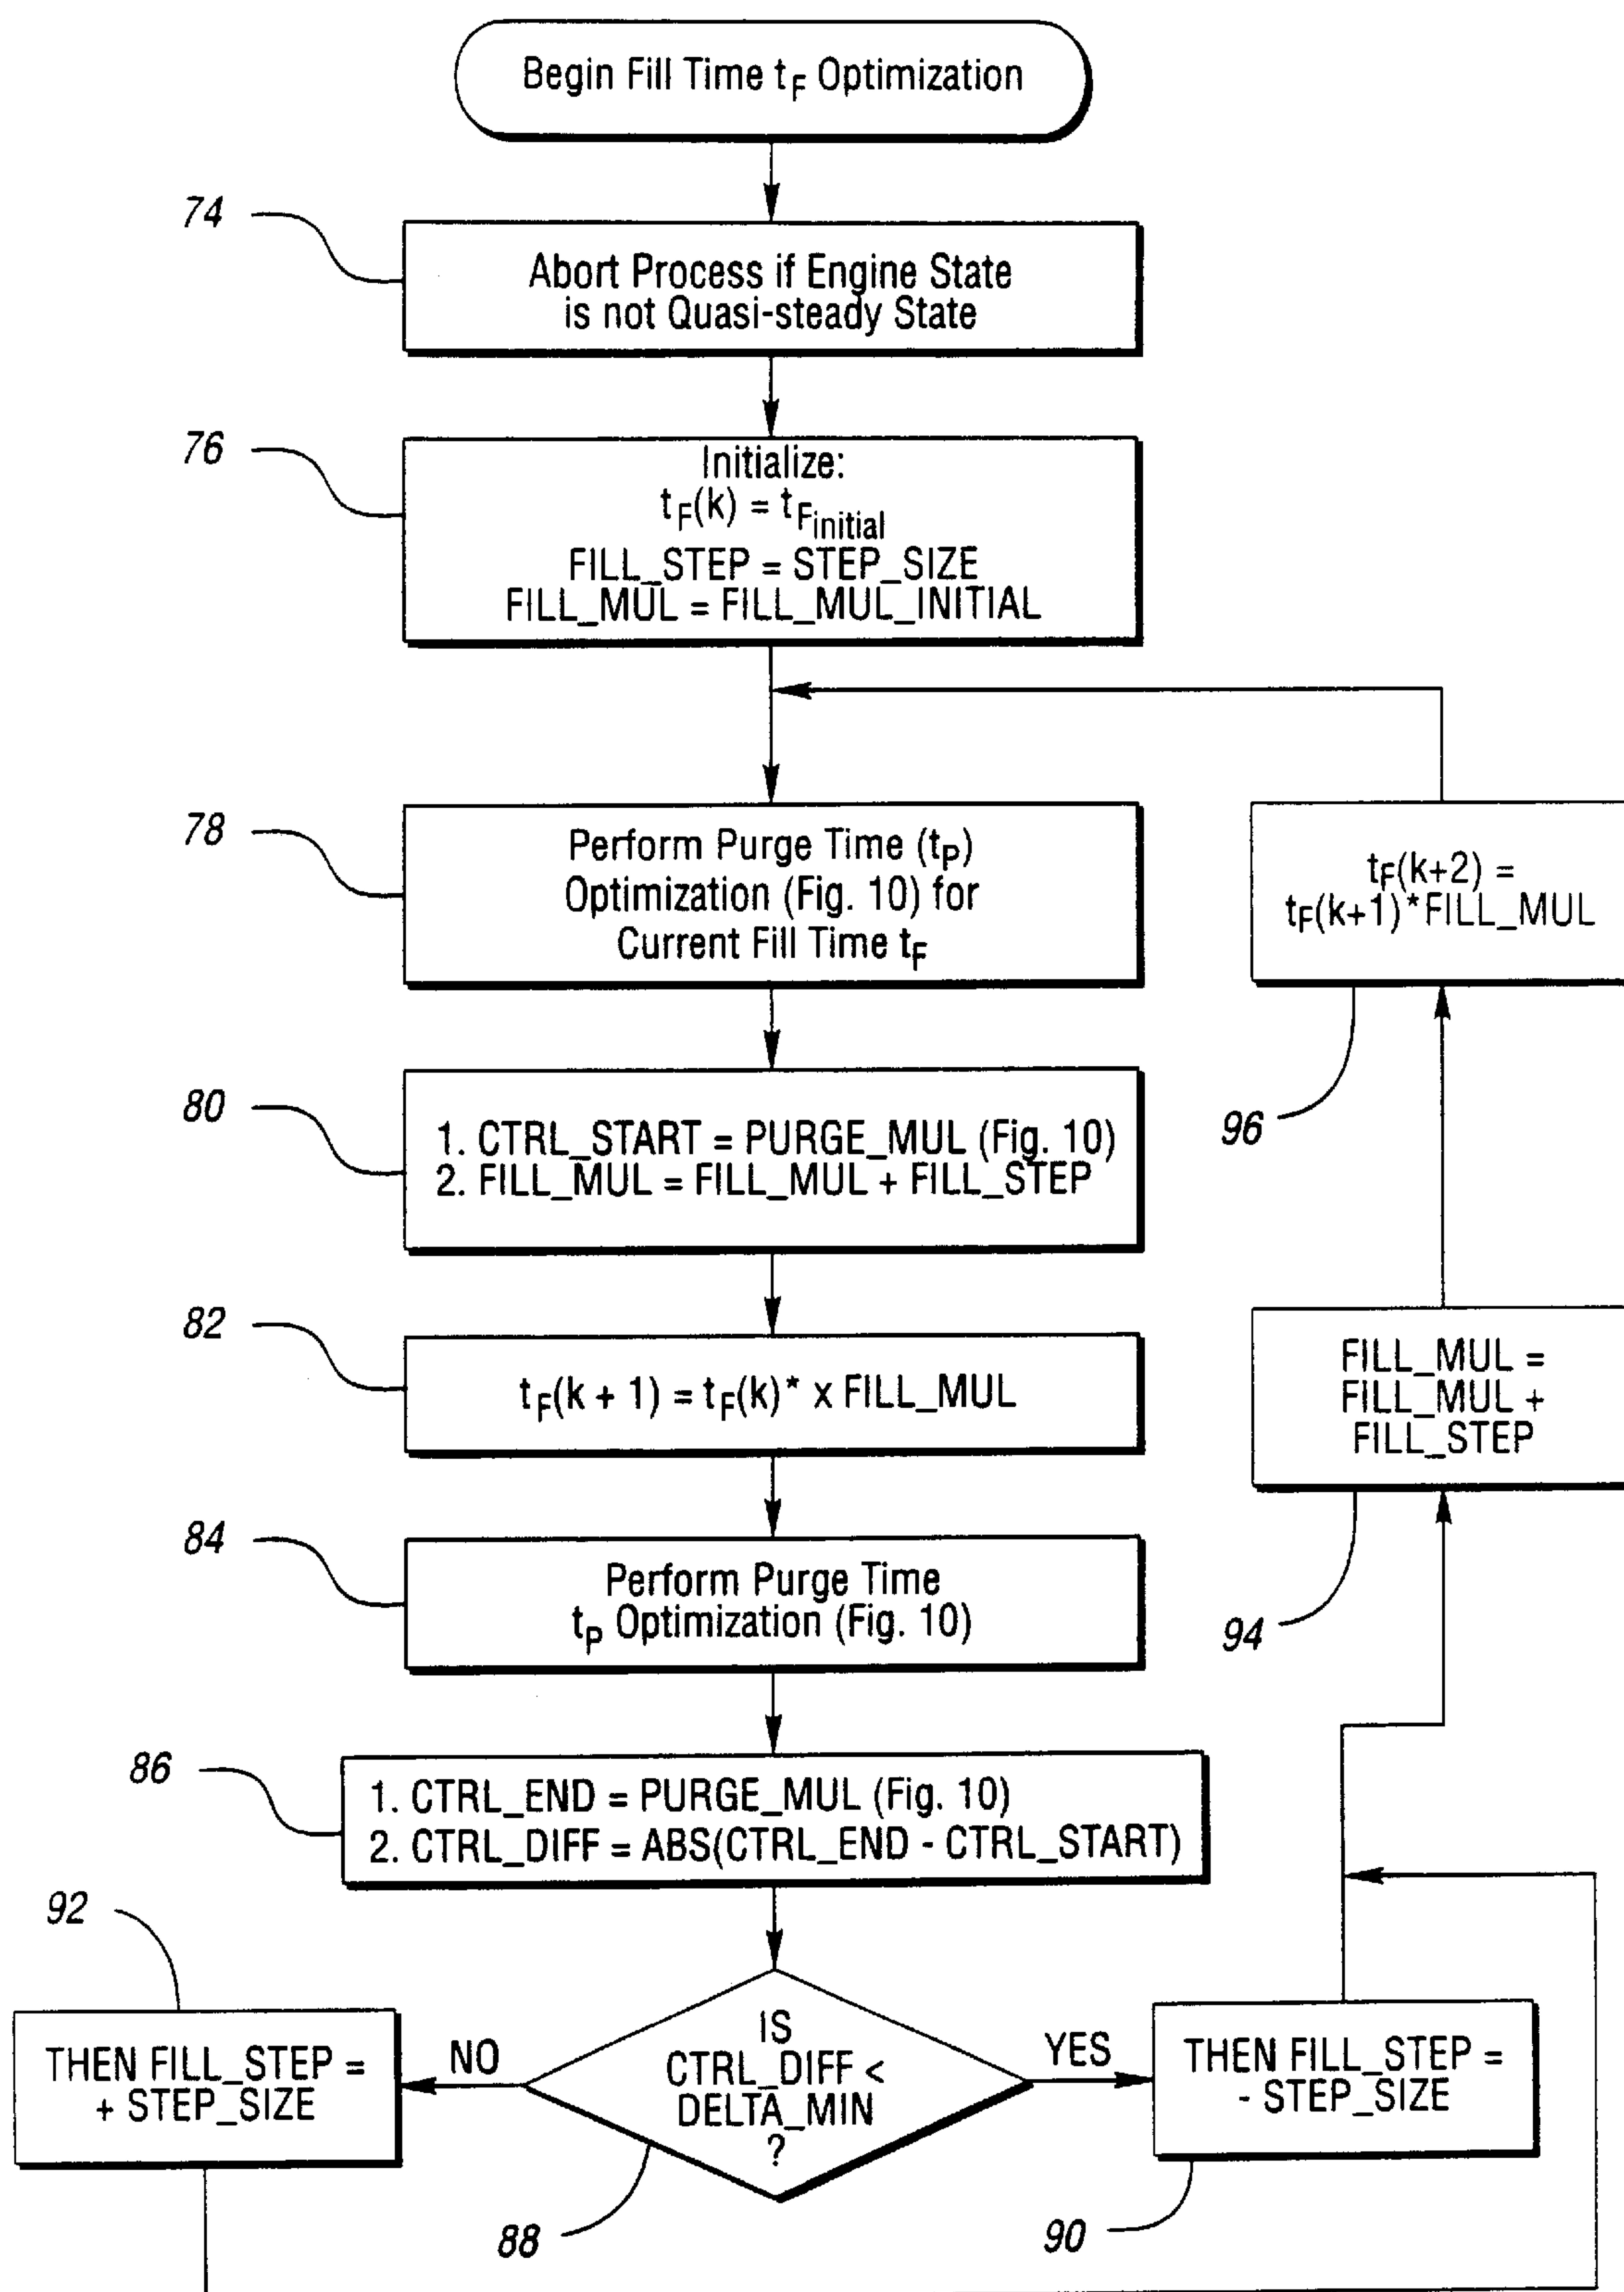 Begin Fill Time tF Optimization
74
Abort Process if Engine State
is not Quasi-steady State
76
Initialize:
tF(k) = tFinitial
FILL_STEP = STEP_SIZE
FILL_MUL = FILL_MUL_INITIAL
78
Perform Purge Time (tP)
Optimization (Fig. 10) for
Current Fill Time tF
tF(k+2) =
tF(k+1)*FILL_MUL
96
80
1. CTRL_START = PURGE_MUL (Fig. 10)
2. FILL_MUL = FILL_MUL + FILL_STEP
82
tF(k + 1) = tF(k)* x FILL_MUL
FILL_MUL =
FILL_MUL +
FILL_STEP
94
84
Perform Purge Time
tP Optimization (Fig. 10)
86
1. CTRL_END = PURGE_MUL (Fig. 10)
2. CTRL_DIFF = ABS(CTRL_END - CTRL_START)
92
THEN FILL_STEP =
+ STEP_SIZE
NO
IS
CTRL_DIFF <
DELTA_MIN
?
88
YES
THEN FILL_STEP =
- STEP_SIZE
90